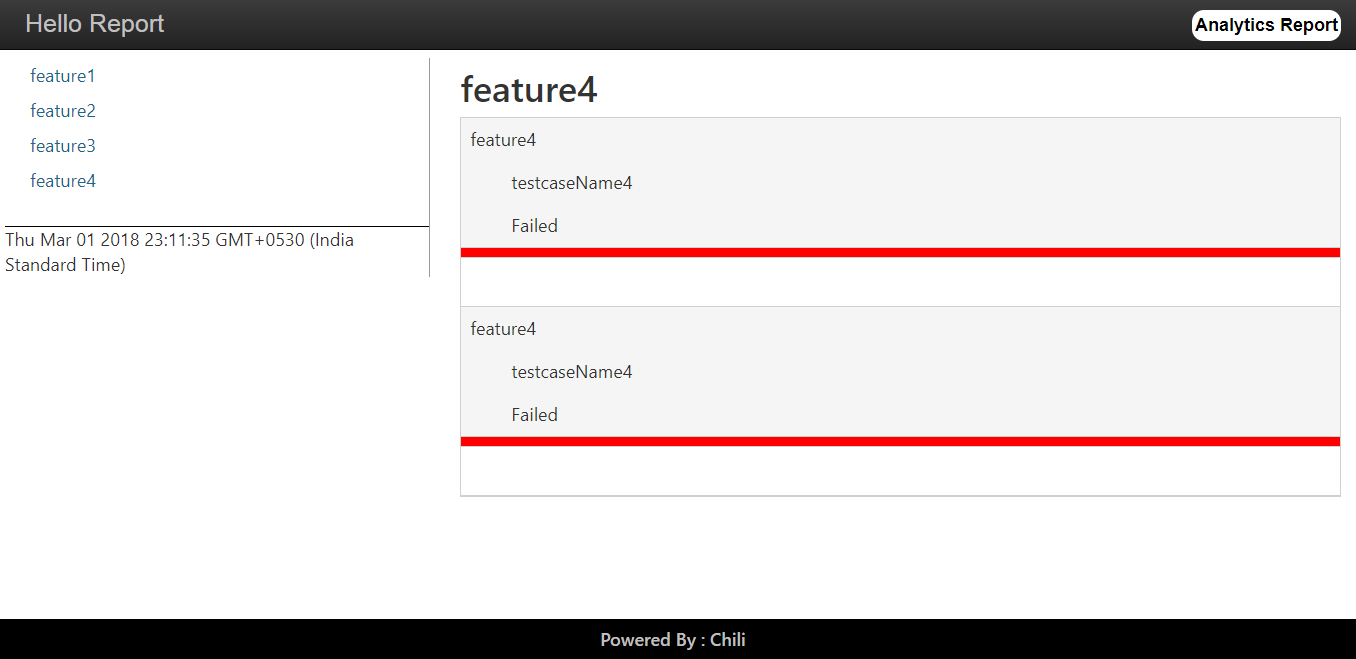 Hello Report
Analytics Report
feature1
feature2
feature3
feature4
Thu Mar 01 2018 23:11:35 GMT+0530 (India
Standard Time)
feature4
feature4
testcaseName4
Failed
feature4
testcaseName4
Failed
Powered By : Chili